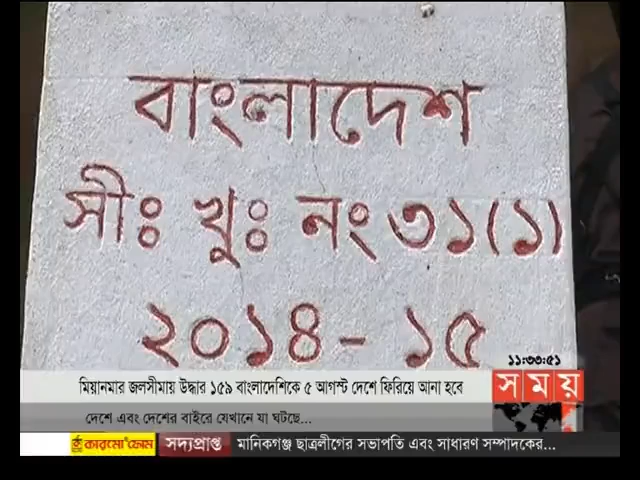 বাংলাদেশ
সীঃ খুঃ নং ৩১(১)
২০১৪-১৫
১১:৩৩:৫১
মিয়ানমার জলসীমায় উদ্ধার ১৫৯ বাংলাদেশিকে ৫ আগস্ট দেশে ফিরিয়ে আনা হবে
সময়
দেশে এবং দেশের বাইরে যেখানে যা ঘটছে...
কারমো ফোম সদ্যপ্রাপ্ত মানিকগঞ্জ ছাত্রলীগের সভাপতি এবং সাধারণ সম্পাদকের...